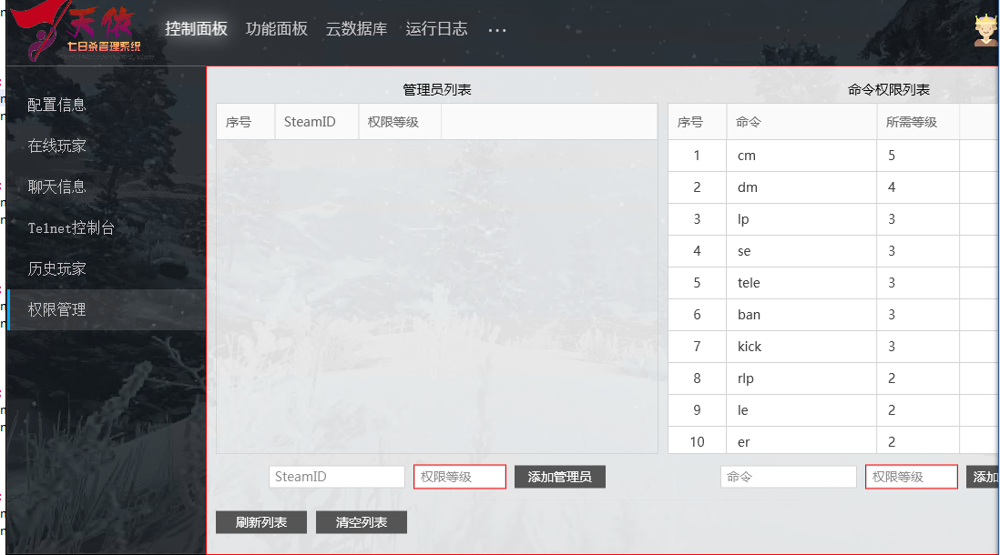 天依
七日杀管理系统
控制面板 功能面板 云数据库 运行日志 ...
配置信息
在线玩家
聊天信息
Telnet控制台
历史玩家
权限管理
管理员列表
序号 SteamID 权限等级
SteamID 权限等级 添加管理员
刷新列表 清空列表
命令权限列表
序号 命令 所需等级
1 cm 5
2 dm 4
3 lp 3
4 se 3
5 tele 3
6 ban 3
7 kick 3
8 rlp 2
9 le 2
10 er 2
命令 权限等级 添加